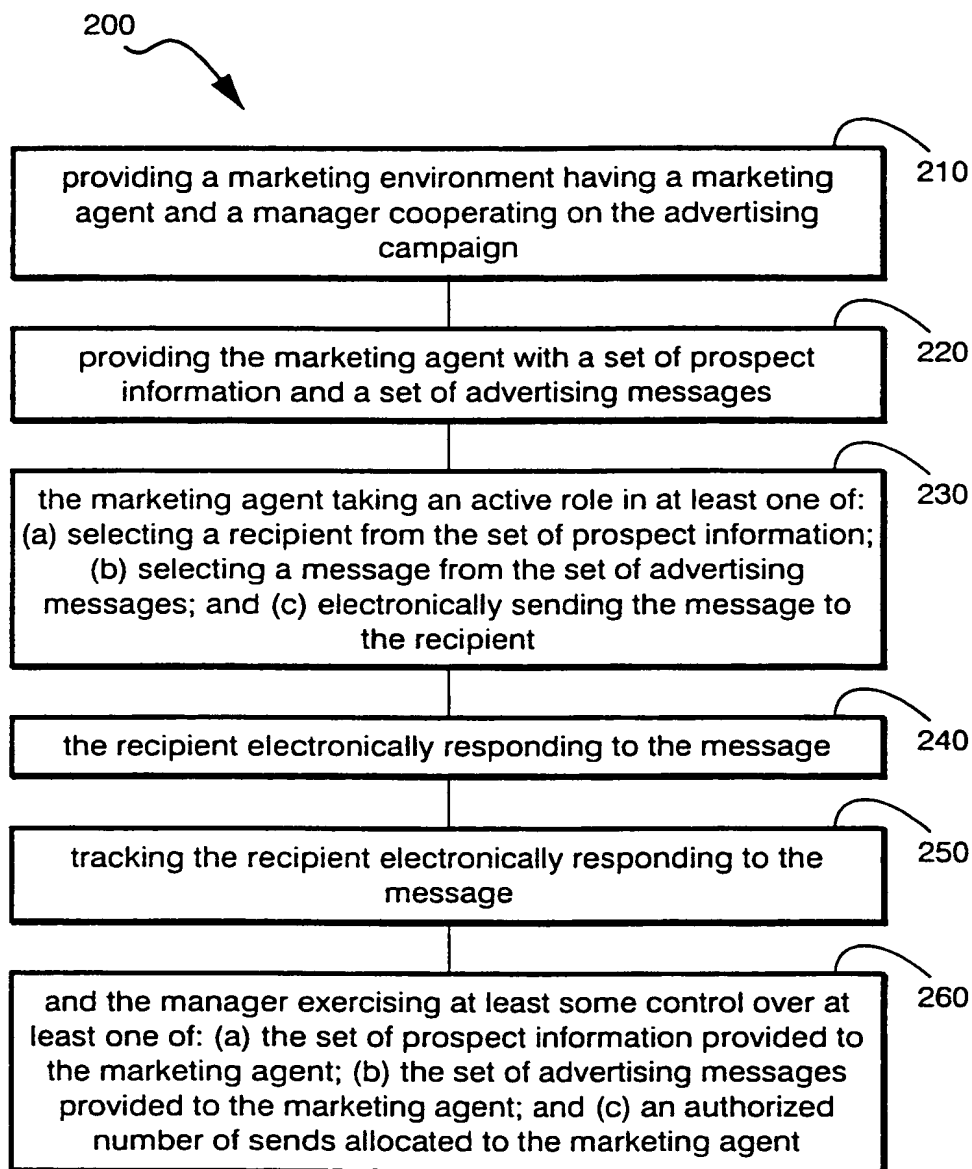 200
providing a marketing environment having a marketing
agent and a manager cooperating on the advertising
campaign
210
providing the marketing agent with a set of prospect
information and a set of advertising messages
220
the marketing agent taking an active role in at least one of:
(a) selecting a recipient from the set of prospect information;
(b) selecting a message from the set of advertising
messages; and (c) electronically sending the message to
the recipient
230
the recipient electronically responding to the message
240
tracking the recipient electronically responding to the
message
250
and the manager exercising at least some control over at
least one of: (a) the set of prospect information provided to
the marketing agent; (b) the set of advertising messages
provided to the marketing agent; and (c) an authorized
number of sends allocated to the marketing agent
260